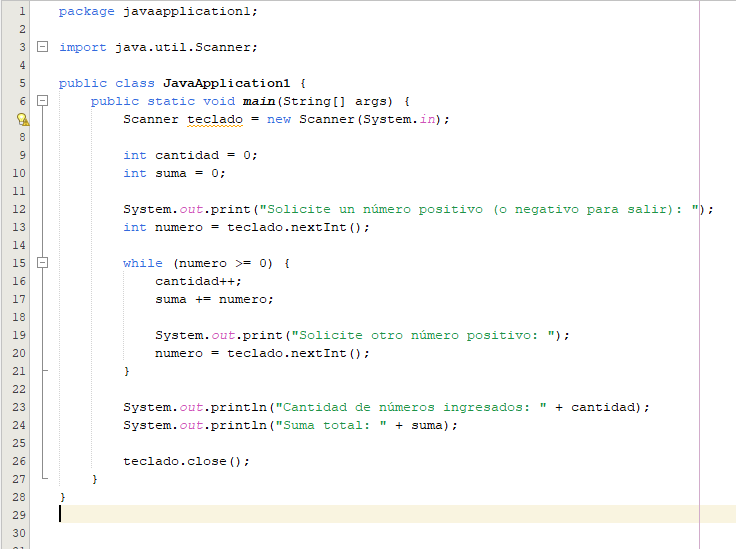 1 package javaapplication1;
2
3 import java.util.Scanner;
4
5 public class JavaApplication1 {
6 public static void main(String[] args) {
Scanner teclado = new Scanner(System.in);
8
9 int cantidad = 0;
10 int suma = 0;
11
12 System.out.print("Solicite un número positivo (o negativo para salir): ");
13 int numero = teclado.nextInt();
14
15 while (numero >= 0) {
16 cantidad++;
17 suma += numero;
18
19 System.out.print("Solicite otro número positivo: ");
20 numero = teclado.nextInt();
21 }
22
23 System.out.println("Cantidad de números ingresados: " + cantidad);
24 System.out.println("Suma total: " + suma);
25
26 teclado.close();
27 }
28 }
29
30